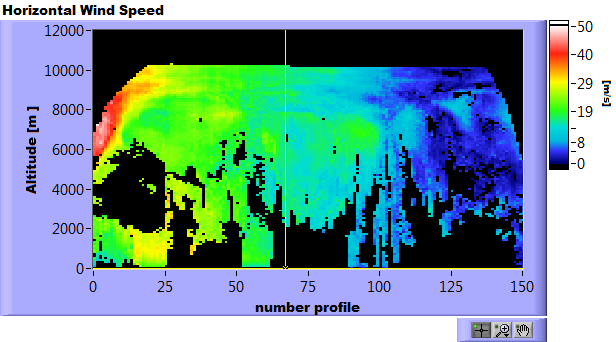 Horizontal Wind Speed
12000
10000
8000
6000
4000
2000
0
Altitude [m ]
0 25 50 75 100 125 150
number profile
50
40
29
19
8
0
[m/s]